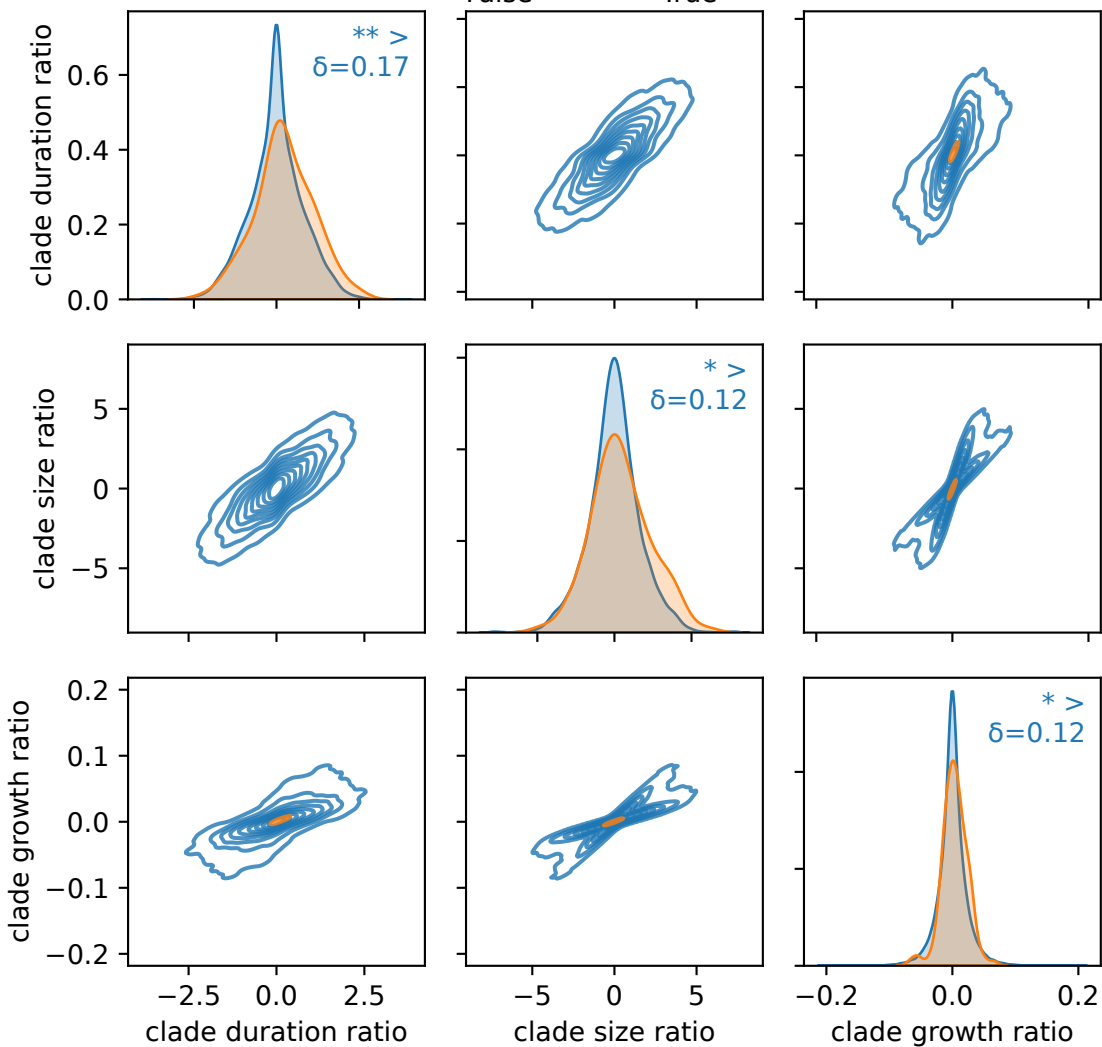 clade duration ratio
0.6
0.4
0.2
0.0
** >
δ=0.17
clade size ratio
5
0
−5
* >
δ=0.12
clade growth ratio
0.2
0.1
0.0
−0.1
−0.2
* >
δ=0.12
−2.5 0.0 2.5
−5 0 5
−0.2 0.0 0.2
clade duration ratio
clade size ratio
clade growth ratio